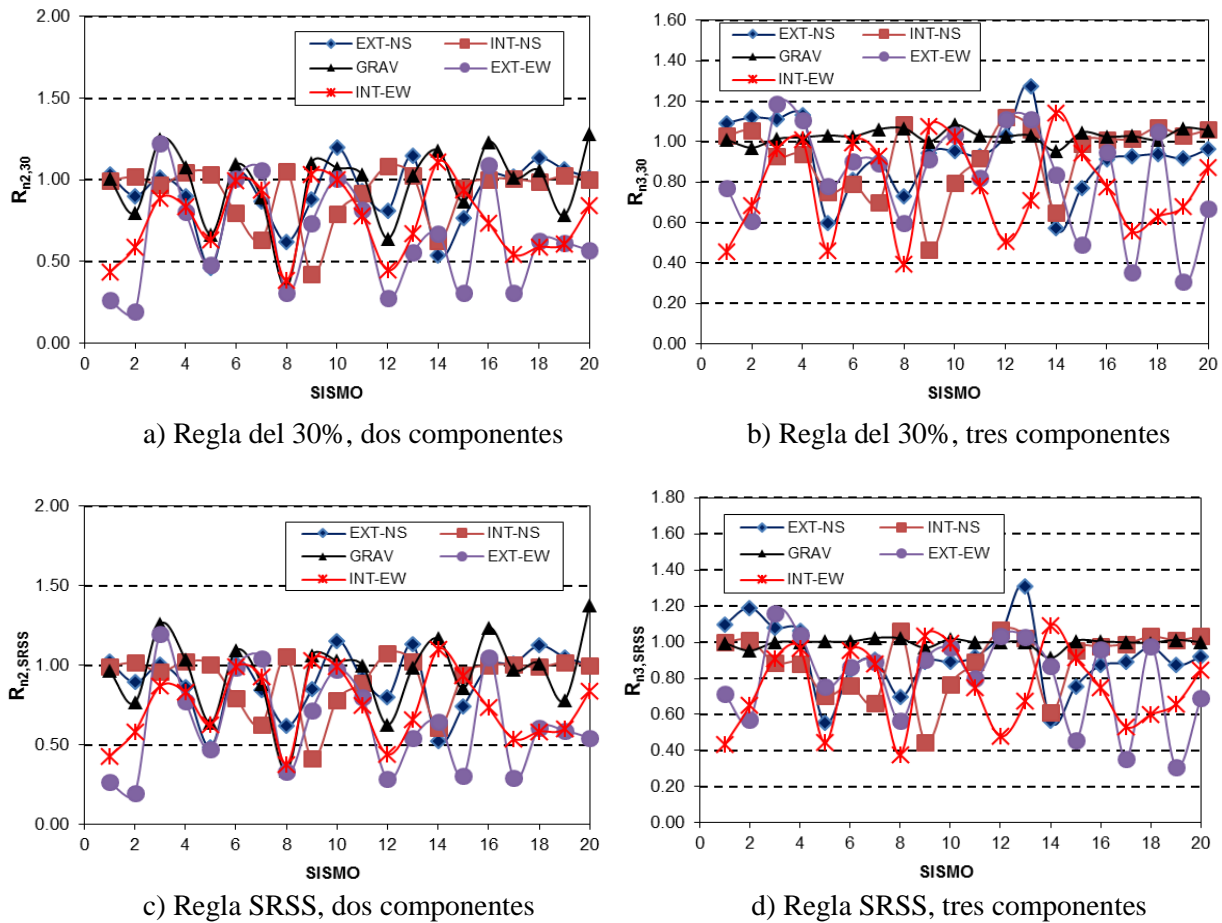 2.00
1.50
1.00
0.50
0.00
R_{n2,30}
EXT-NS
INT-NS
GRAV
EXT-EW
INT-EW
0 2 4 6 8 10 12 14 16 18 20
SISMO
a) Regla del 30%, dos componentes
1.60
1.40
1.20
1.00
0.80
0.60
0.40
0.20
0.00
R_{n3,30}
EXT-NS
INT-NS
GRAV
EXT-EW
INT-EW
0 2 4 6 8 10 12 14 16 18 20
SISMO
b) Regla del 30%, tres componentes
2.00
1.50
1.00
0.50
0.00
R_{n2,SRSS}
EXT-NS
INT-NS
GRAV
EXT-EW
INT-EW
0 2 4 6 8 10 12 14 16 18 20
SISMO
c) Regla SRSS, dos componentes
1.80
1.60
1.40
1.20
1.00
0.80
0.60
0.40
0.20
0.00
R_{n3,SRSS}
EXT-NS
INT-NS
GRAV
EXT-EW
INT-EW
0 2 4 6 8 10 12 14 16 18 20
SISMO
d) Regla SRSS, tres componentes